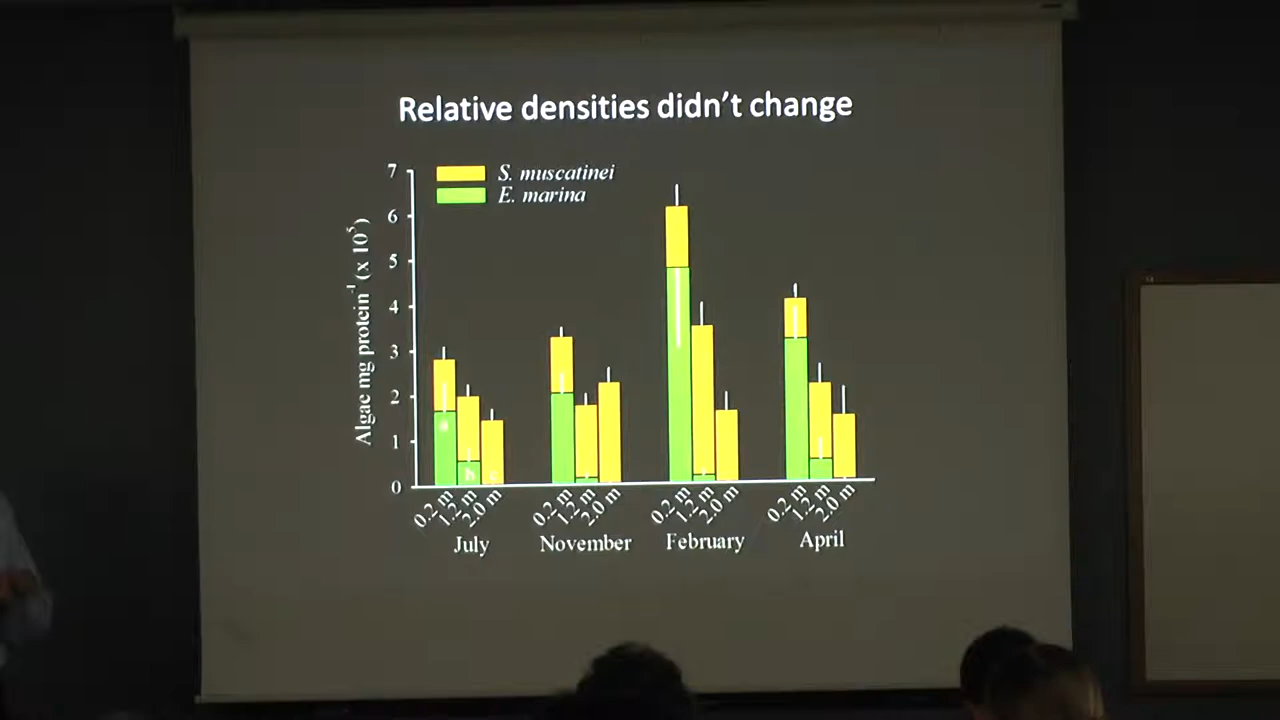 Relative densities didn't change
S. muscatinei
E. marina
Algae mg protein⁻¹ (x 10⁵)
7
6
5
4
3
2
1
0
a
b
c
0.2 m
1.2 m
2.0 m
0.2 m
1.2 m
2.0 m
0.2 m
1.2 m
2.0 m
0.2 m
1.2 m
2.0 m
July
November
February
April